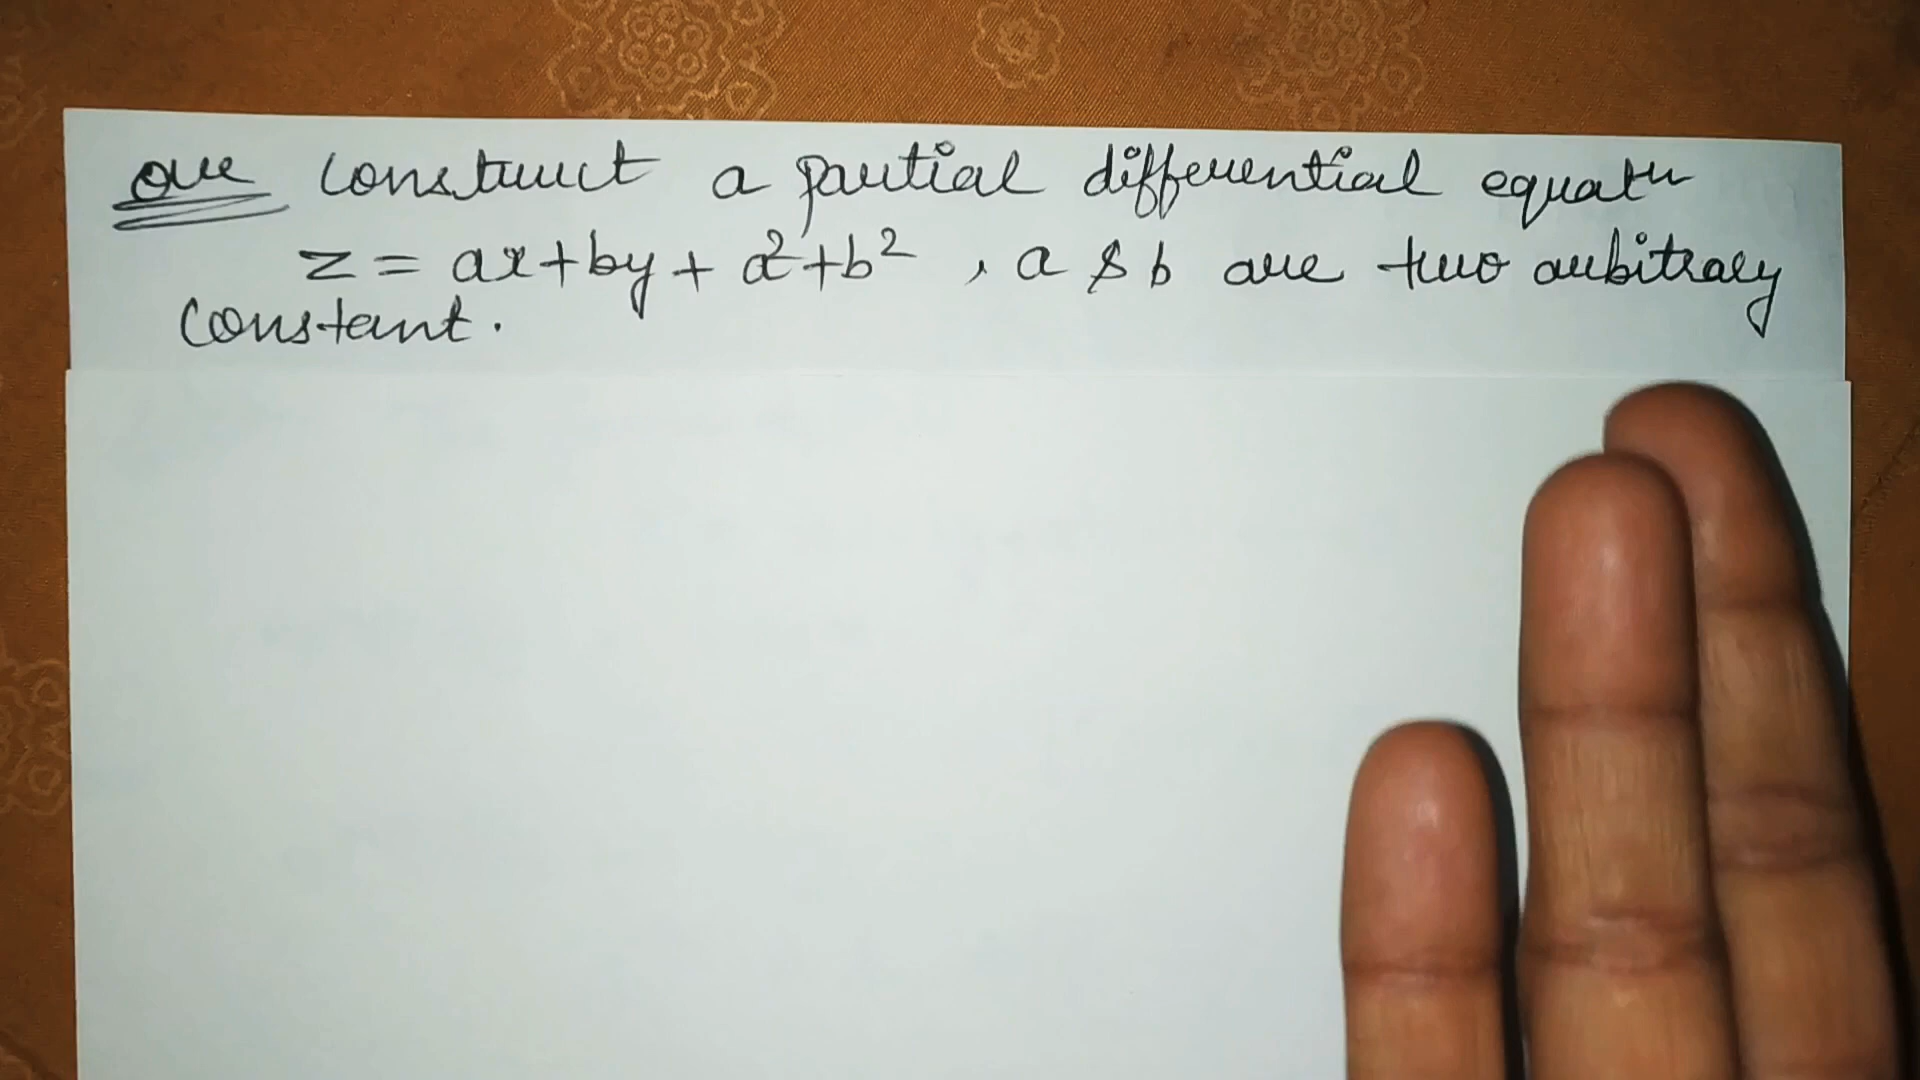 Que Construct a partial differential equatn
z = ax+by + a²+b² , a & b are two arbitrary
constant.